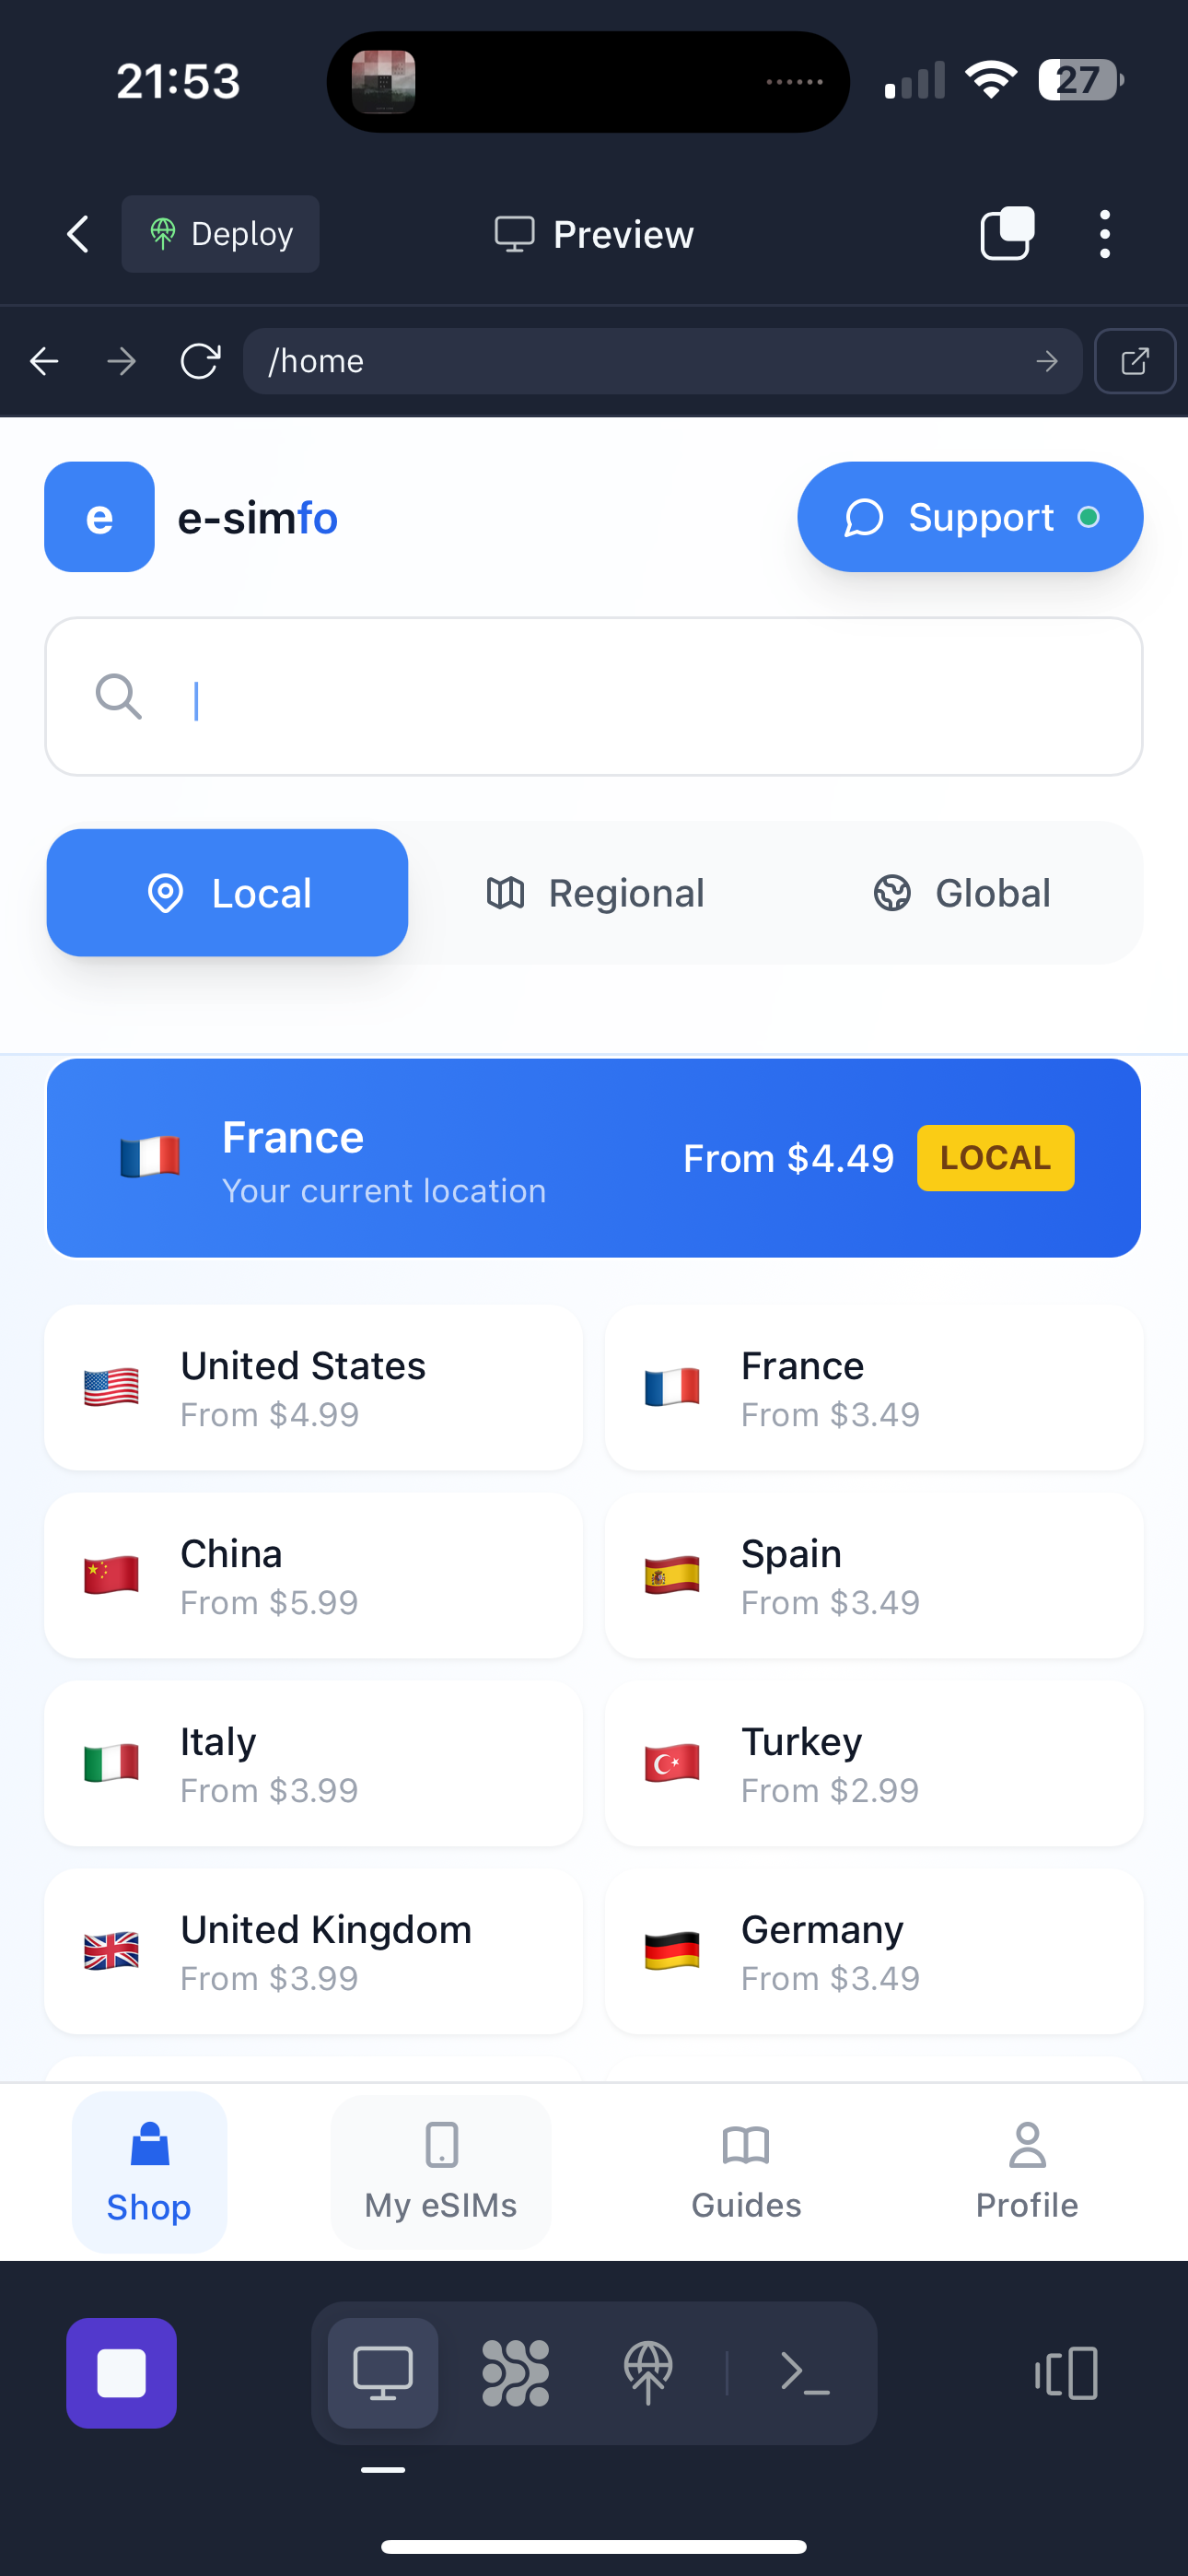 21:53
27
Deploy
Preview
/home
e
e-simfo
Support
Local
Regional
Global
France
Your current location
From $4.49
LOCAL
United States
From $4.99
France
From $3.49
China
From $5.99
Spain
From $3.49
Italy
From $3.99
Turkey
From $2.99
United Kingdom
From $3.99
Germany
From $3.49
Shop
My eSIMs
Guides
Profile